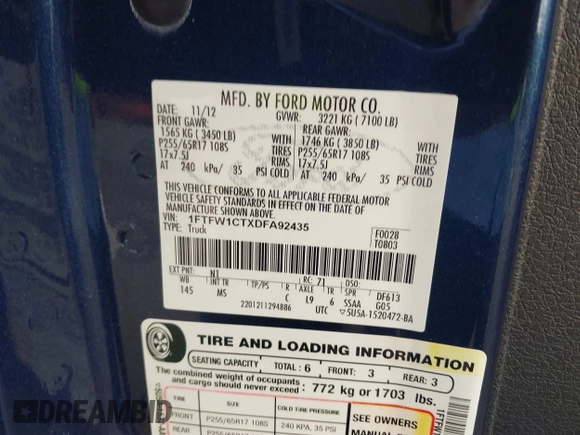 MFD. BY FORD MOTOR CO.
DATE: 11/12 GVWR: 3221 KG ( 7100 LB)
FRONT GAWR: REAR GAWR:
1565 KG ( 3450 LB) WITH 1746 KG ( 3850 LB) WITH
P255/65R17 108S TIRES P255/65R17 108S TIRES
17x7.5J RIMS 17x7.5J RIMS
AT 240 kPa/ 35 PSI COLD AT 240 kPa/ 35 PSI COLD
THIS VEHICLE CONFORMS TO ALL APPLICABLE FEDERAL MOTOR
VEHICLE SAFETY STANDARDS IN EFFECT ON THE DATE OF
MANUFACTURE SHOWN ABOVE.
VIN: 1FTFW1CTXDFA92435 F0028
TYPE: Truck T0803
EXT PNT: N1 RC: 71 DSO:
WB INT TR TP/PS R AXLE TR SPR DF613
145 MS C L9 6 SSAA G05
2201211294886 UTC ▽5U5A-1520472-BA
TIRE AND LOADING INFORMATION
SEATING CAPACITY TOTAL: 6 FRONT: 3 REAR: 3
The combined weight of occupants
and cargo should never exceed: 772 kg or 1703 lbs.
TIRE SIZE COLD TIRE PRESSURE SEE OWNERS
FRONT P255/65R17 108S 240 KPA, 35 PSI
REAR
DREAMBID